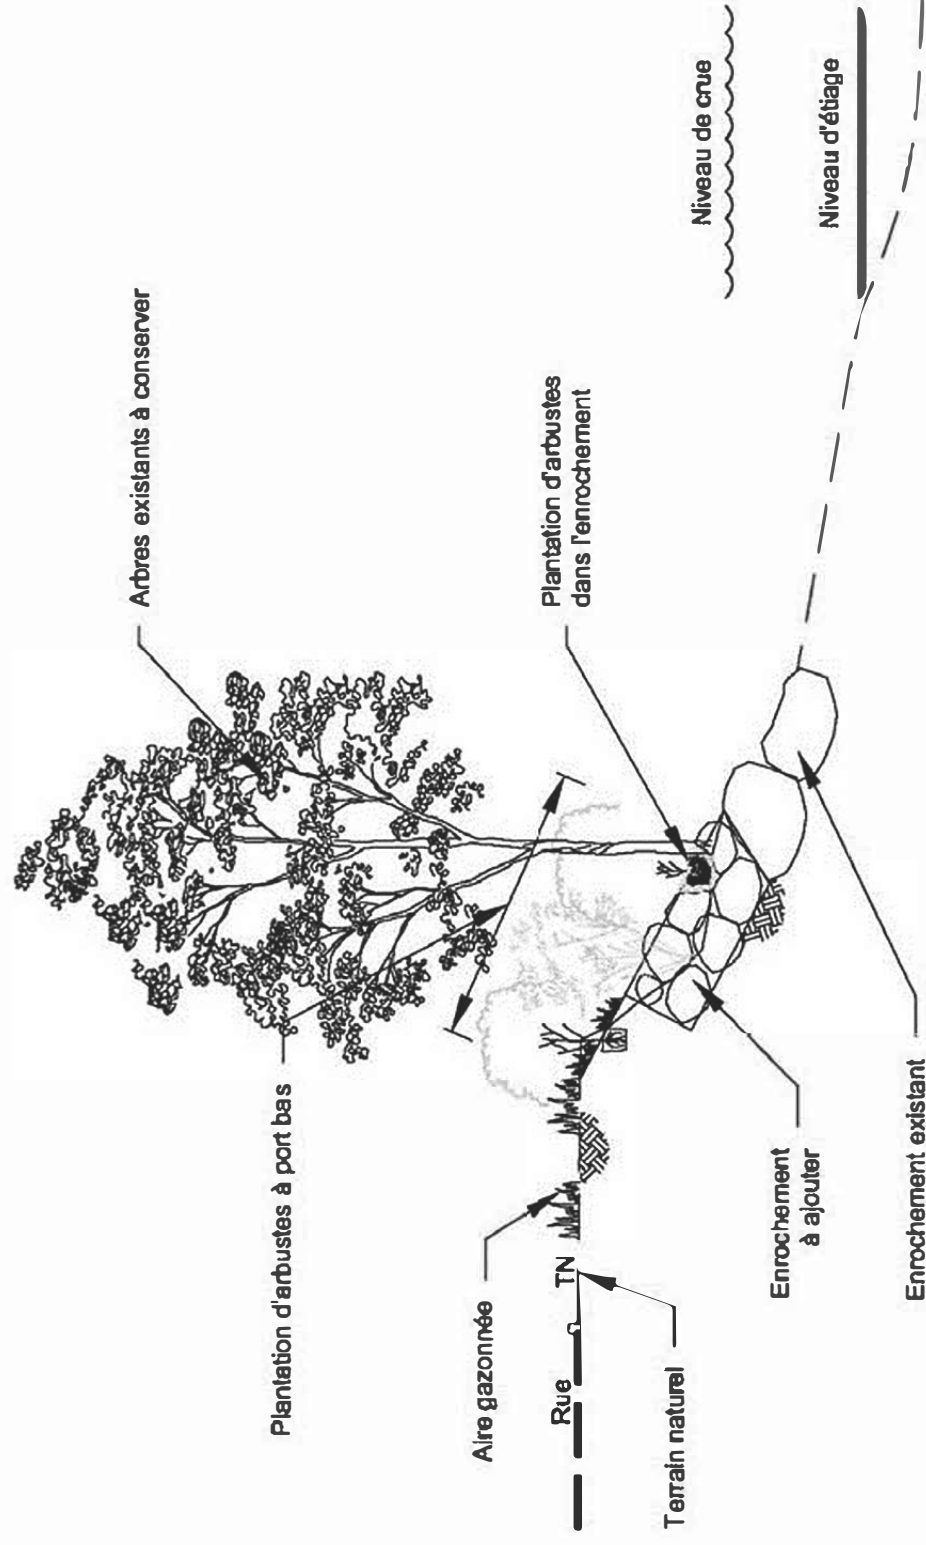 Arbres existants à conserver
Plantation d'arbustes à port bas
Plantation d'arbustes
dans l'enrochement
Aire gazonnée
Rue
TN
Terrain naturel
Niveau de crue
Niveau d'étiage
Enrochement
à ajouter
Enrochement existant